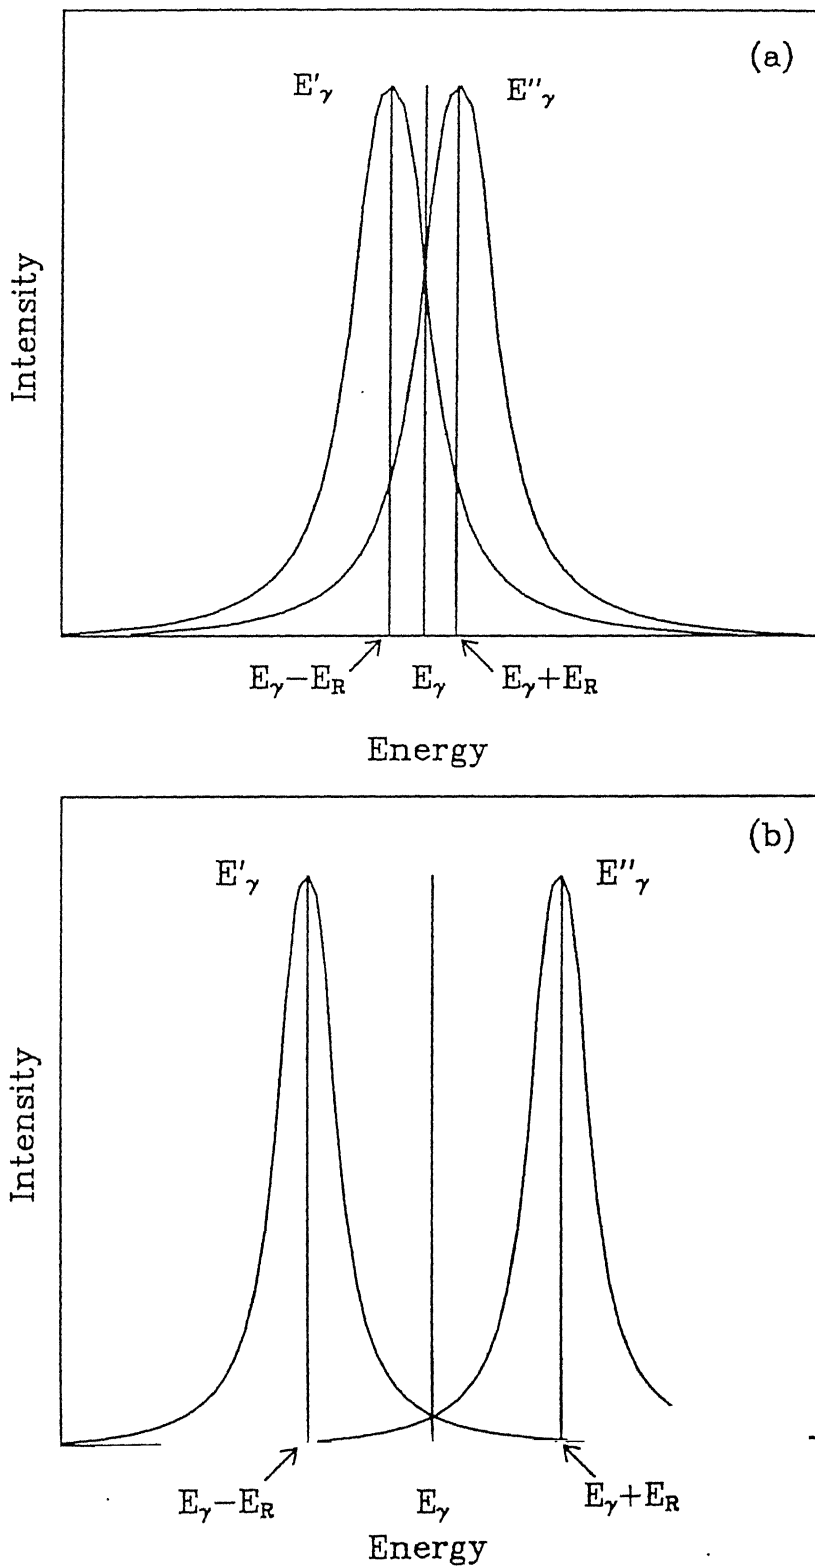 (a)
E'γ E''γ
Intensity
Eγ−ER Eγ Eγ+ER
Energy
(b)
E'γ E''γ
Intensity
Eγ−ER Eγ Eγ+ER
Energy